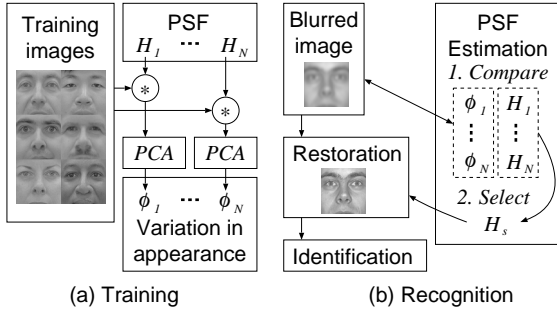 Training
images
PSF
H1 ... HN
*
*
PCA
PCA
ϕ1 ... ϕN
Variation in
appearance
(a) Training
Blurred
image
Restoration
Identification
PSF
Estimation
1. Compare
ϕ1 H1
⋮ ⋮
ϕN HN
2. Select
Hs
(b) Recognition